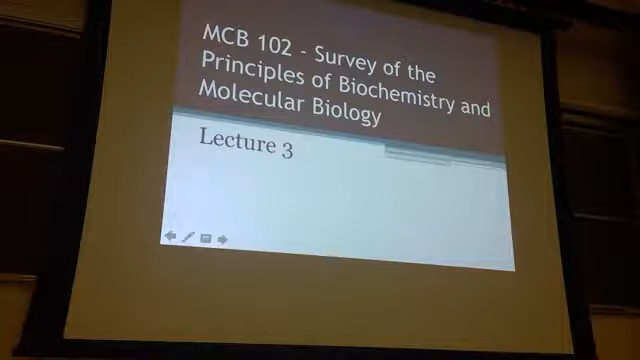 MCB 102 - Survey of the
Principles of Biochemistry and
Molecular Biology
Lecture 3